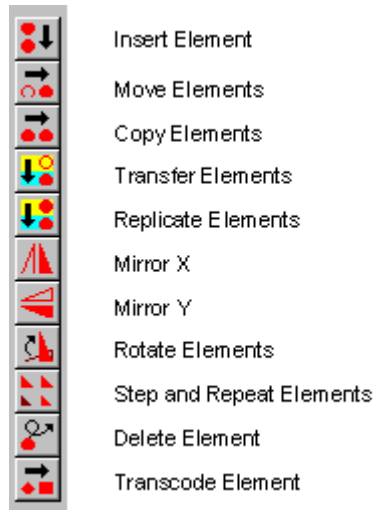 Insert Element
Move Elements
Copy Elements
Transfer Elements
Replicate Elements
Mirror X
Mirror Y
Rotate Elements
Step and Repeat Elements
Delete Element
Transcode Element